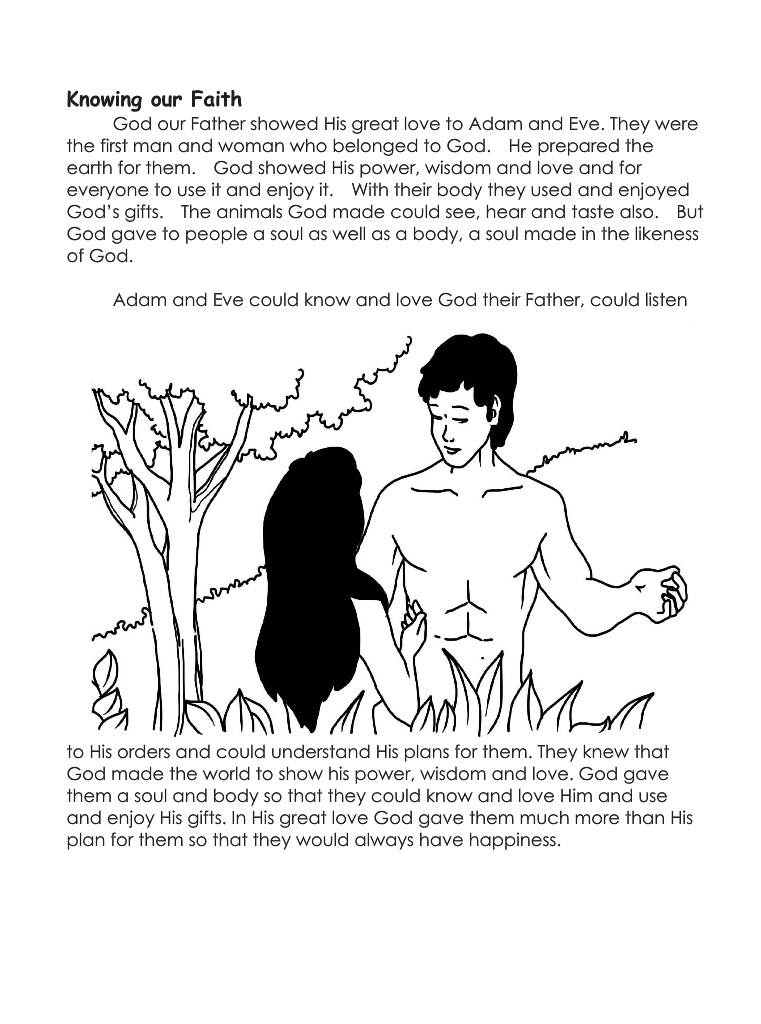 Knowing our Faith
God our Father showed His great love to Adam and Eve. They were
the first man and woman who belonged to God. He prepared the
earth for them. God showed His power, wisdom and love and for
everyone to use it and enjoy it. With their body they used and enjoyed
God's gifts. The animals God made could see, hear and taste also. But
God gave to people a soul as well as a body, a soul made in the likeness
of God.
Adam and Eve could know and love God their Father, could listen
to His orders and could understand His plans for them. They knew that
God made the world to show his power, wisdom and love. God gave
them a soul and body so that they could know and love Him and use
and enjoy His gifts. In His great love God gave them much more than His
plan for them so that they would always have happiness.